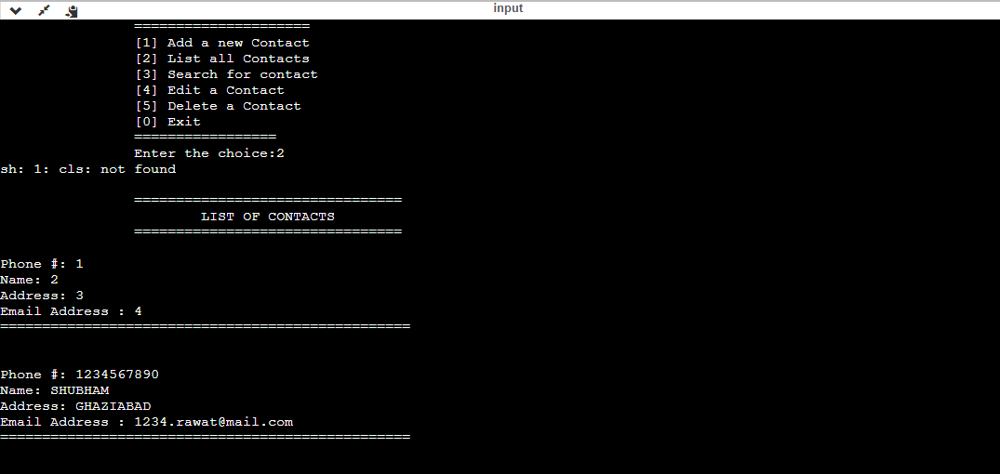 input
=====================
[1] Add a new Contact
[2] List all Contacts
[3] Search for contact
[4] Edit a Contact
[5] Delete a Contact
[0] Exit
=================
Enter the choice:2
sh: 1: cls: not found
================================
LIST OF CONTACTS
================================
Phone #: 1
Name: 2
Address: 3
Email Address : 4
=================================================
Phone #: 1234567890
Name: SHUBHAM
Address: GHAZIABAD
Email Address : 1234.rawat@mail.com
=================================================